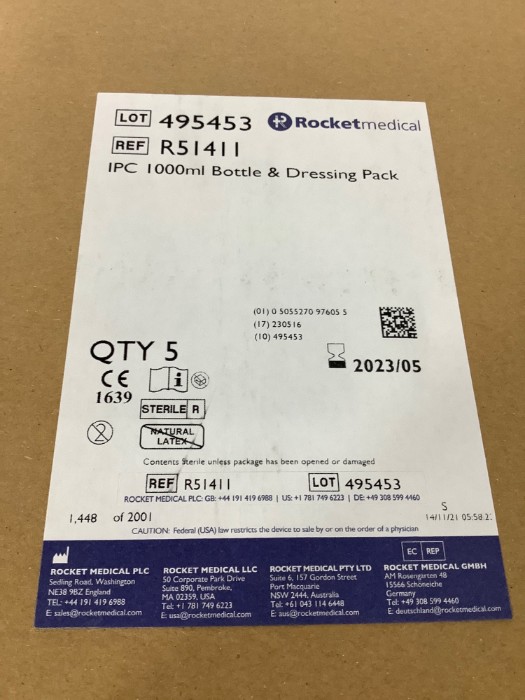 LOT 495453 Rocketmedical
REF R51411
IPC 1000ml Bottle & Dressing Pack
(01) 0 5055270 97605 5
(17) 230516
(10) 495453
QTY 5
2023/05
CE
1639
i
STERILE R
2
NATURAL
LATEX
Contents Sterile unless package has been opened or damaged
REF R51411 LOT 495453
ROCKET MEDICAL PLC: GB: +44 191 419 6988 | US: +1 781 749 6223 | DE: +49 308 599 4460
S
1,448 of 2001 14/11/21 05:58:2
CAUTION: Federal (USA) law restricts the device to sale by or on the order of a physician
EC REP
ROCKET MEDICAL PLC
Sedling Road, Washington
NE38 9BZ England
TEL: +44 191 419 6988
E: sales@rocketmedical.com
ROCKET MEDICAL LLC
50 Corporate Park Drive
Suite 890, Pembroke,
MA 02359, USA
Tel: +1 781 749 6223
E: usa@rocketmedical.com
ROCKET MEDICAL PTY LTD
Suite 6, 157 Gordon Street
Port Macquarie
NSW 2444, Australia
Tel: +61 043 114 6448
E: aus@rocketmedical.com
ROCKET MEDICAL GMBH
AM Rosengarten 48
15566 Schöneiche
Germany
Tel: +49 308 599 4460
E: deutschland@rocketmedical.com